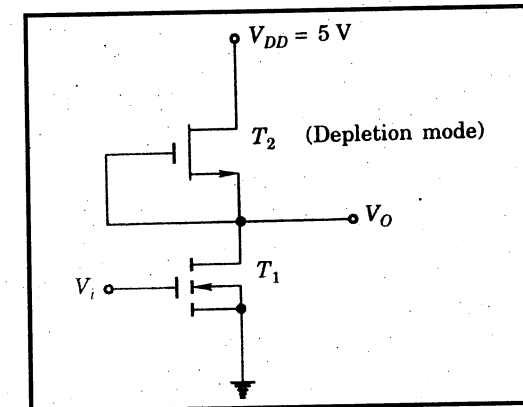 V_DD = 5 V
T_2 (Depletion mode)
V_O
T_1
V_i